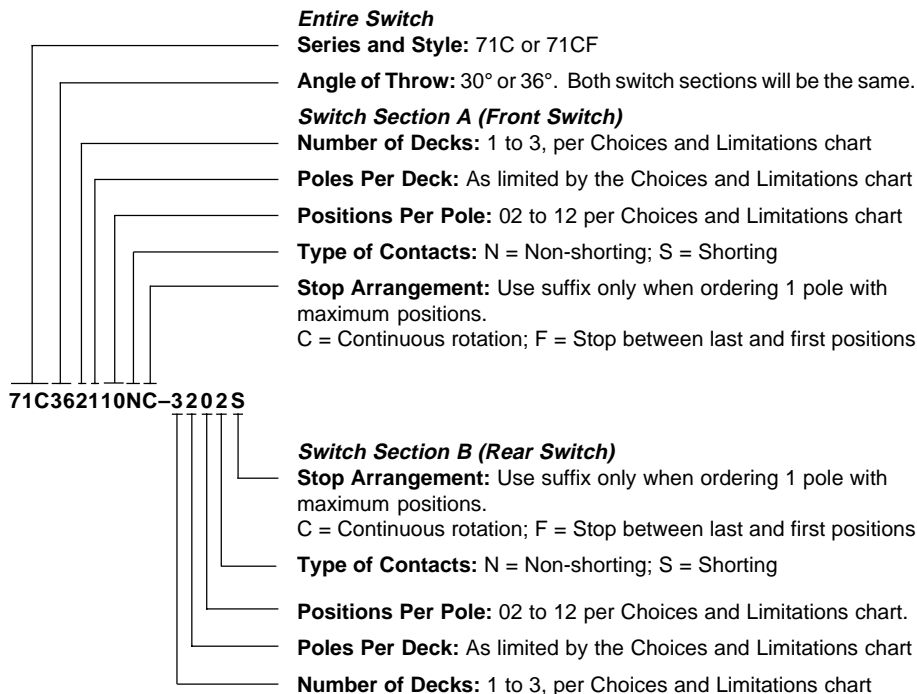 Entire Switch
Series and Style: 71C or 71CF
Angle of Throw: 30° or 36°. Both switch sections will be the same.
Switch Section A (Front Switch)
Number of Decks: 1 to 3, per Choices and Limitations chart
Poles Per Deck: As limited by the Choices and Limitations chart
Positions Per Pole: 02 to 12 per Choices and Limitations chart
Type of Contacts: N = Non-shorting; S = Shorting
Stop Arrangement: Use suffix only when ordering 1 pole with
maximum positions.
C = Continuous rotation; F = Stop between last and first positions
71C362110NC–3202S
Switch Section B (Rear Switch)
Stop Arrangement: Use suffix only when ordering 1 pole with
maximum positions.
C = Continuous rotation; F = Stop between last and first positions
Type of Contacts: N = Non-shorting; S = Shorting
Positions Per Pole: 02 to 12 per Choices and Limitations chart.
Poles Per Deck: As limited by the Choices and Limitations chart
Number of Decks: 1 to 3, per Choices and Limitations chart